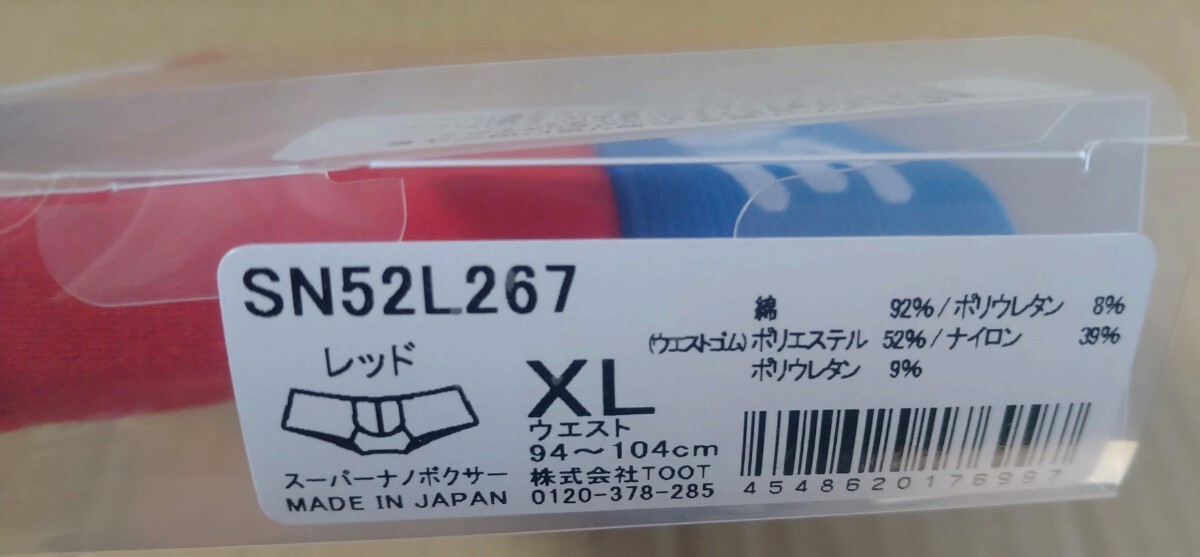 SN52L267
レッド
スーパーナノボクサー
MADE IN JAPAN
XL
ウエスト
94～104cm
株式会社TOOT
0120-378-285
綿 92%/ポリウレタン 8%
(ウエストゴム)ポリエステル 52%/ナイロン 39%
ポリウレタン 9%
4548620176997